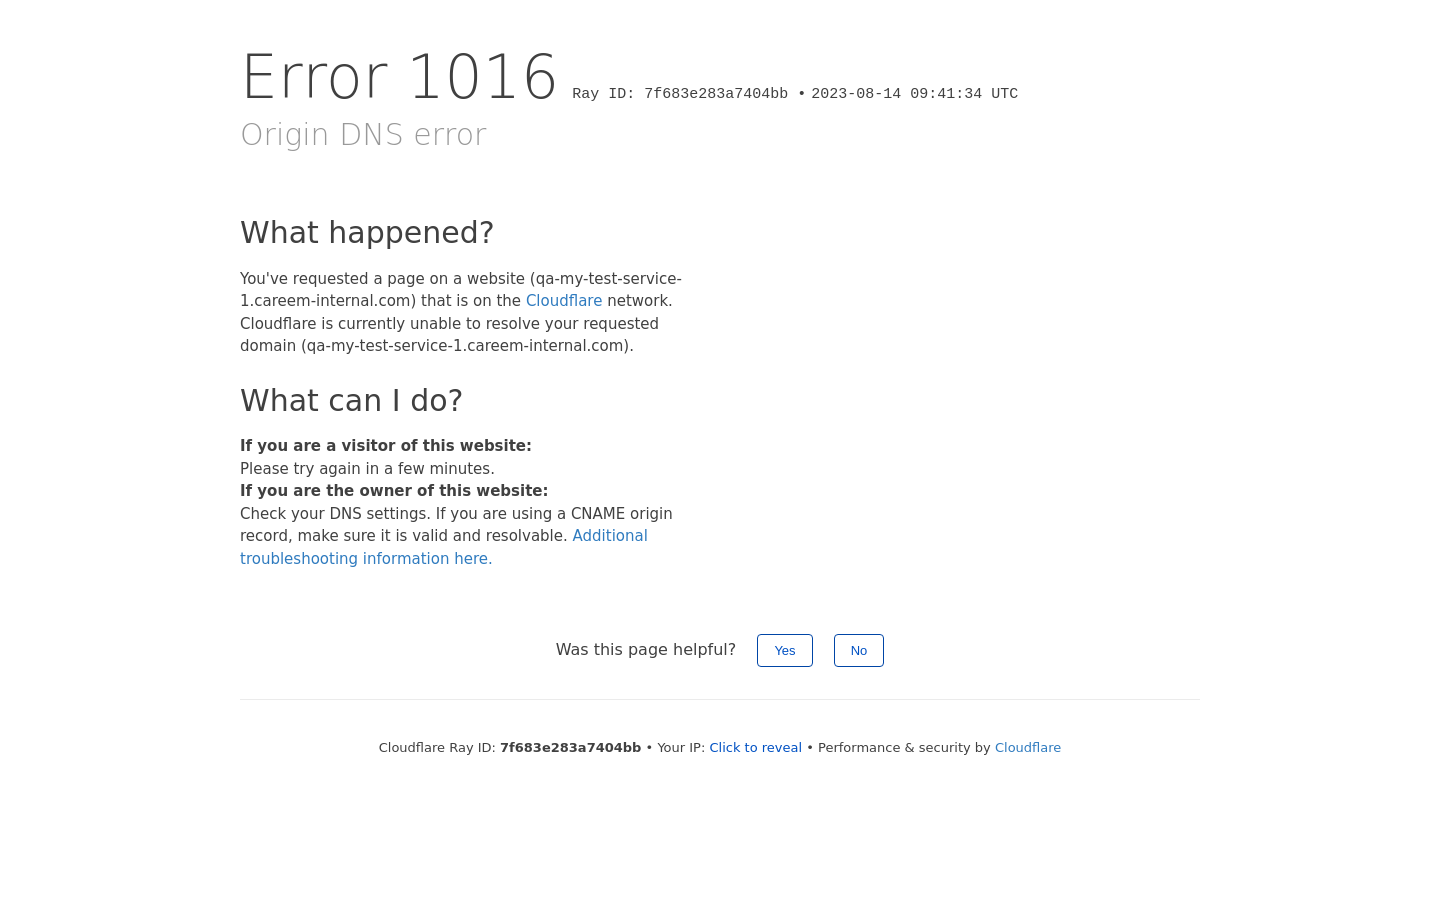 Error 1016 Ray ID: 7f683e283a7404bb • 2023-08-14 09:41:34 UTC
Origin DNS error
What happened?
You've requested a page on a website (qa-my-test-service-
1.careem-internal.com) that is on the Cloudflare network.
Cloudflare is currently unable to resolve your requested
domain (qa-my-test-service-1.careem-internal.com).
What can I do?
If you are a visitor of this website:
Please try again in a few minutes.
If you are the owner of this website:
Check your DNS settings. If you are using a CNAME origin
record, make sure it is valid and resolvable. Additional
troubleshooting information here.
Was this page helpful? Yes No
Cloudflare Ray ID: 7f683e283a7404bb • Your IP: Click to reveal • Performance & security by Cloudflare